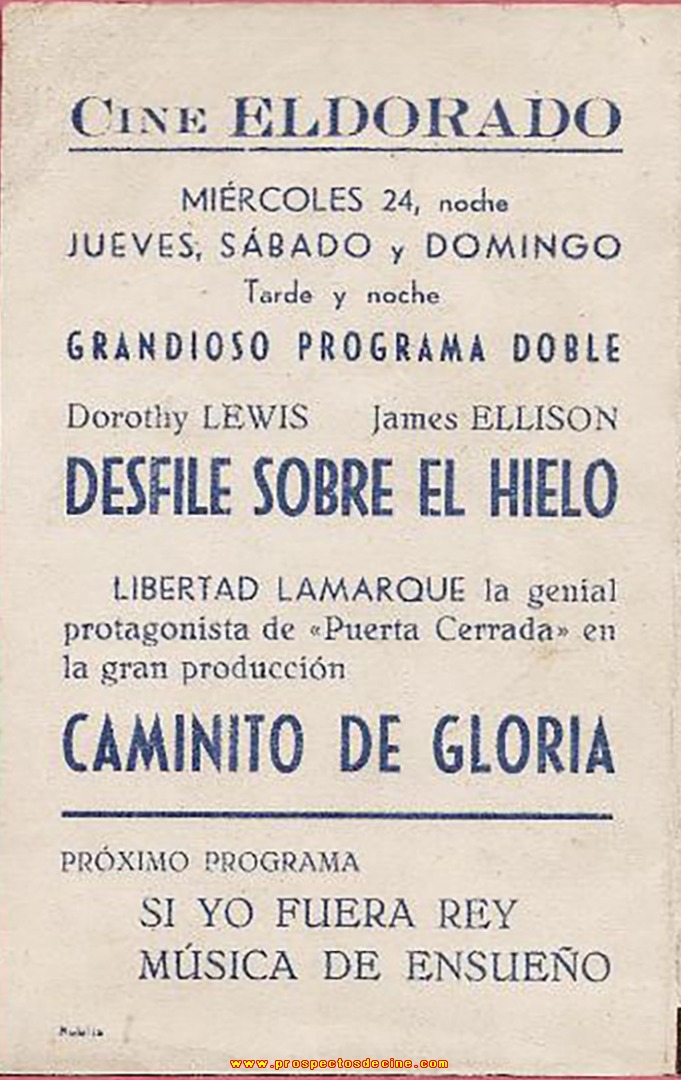 CINE ELDORADO
MIÉRCOLES 24, noche
JUEVES, SÁBADO y DOMINGO
Tarde y noche
GRANDIOSO PROGRAMA DOBLE
Dorothy LEWIS James ELLISON
DESFILE SOBRE EL HIELO
LIBERTAD LAMARQUE la genial
protagonista de «Puerta Cerrada» en
la gran producción
CAMINITO DE GLORIA
PRÓXIMO PROGRAMA
SI YO FUERA REY
MÚSICA DE ENSUEÑO
www.prospectosdecine.com